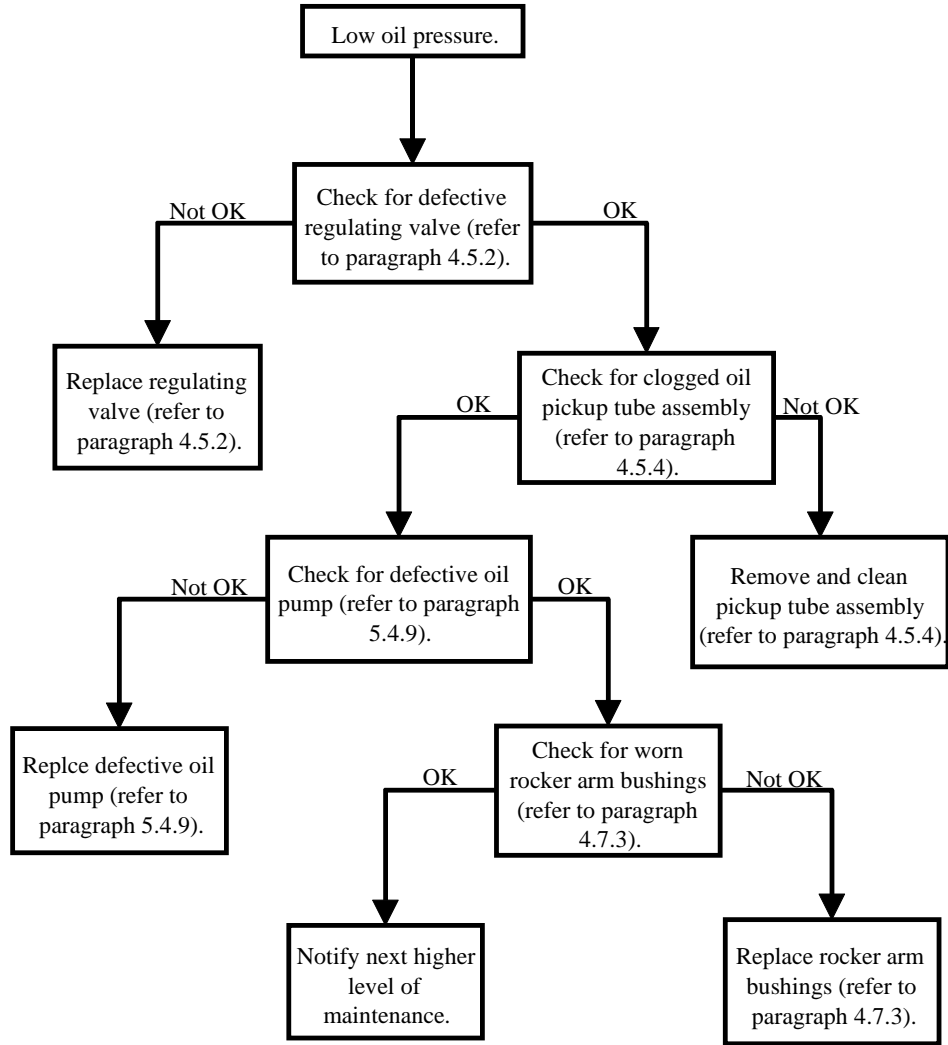 Low oil pressure.
Check for defective
regulating valve (refer
to paragraph 4.5.2).
Not OK
OK
Replace regulating
valve (refer to
paragraph 4.5.2).
Check for clogged oil
pickup tube assembly
(refer to paragraph
4.5.4).
OK
Not OK
Check for defective oil
pump (refer to paragraph
5.4.9).
Not OK
OK
Remove and clean
pickup tube assembly
(refer to paragraph 4.5.4).
Replce defective oil
pump (refer to
paragraph 5.4.9).
Check for worn
rocker arm bushings
(refer to paragraph
4.7.3).
OK
Not OK
Notify next higher
level of
maintenance.
Replace rocker arm
bushings (refer to
paragraph 4.7.3).